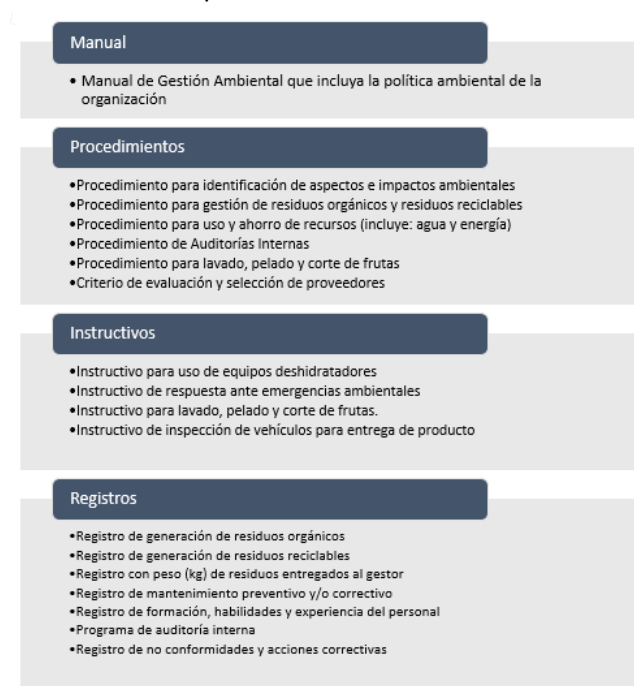 Manual
• Manual de Gestión Ambiental que incluya la política ambiental de la
organización
Procedimientos
•Procedimiento para identificación de aspectos e impactos ambientales
•Procedimiento para gestión de residuos orgánicos y residuos reciclables
•Procedimiento para uso y ahorro de recursos (incluye: agua y energía)
•Procedimiento de Auditorías Internas
•Procedimiento para lavado, pelado y corte de frutas
•Criterio de evaluación y selección de proveedores
Instructivos
•Instructivo para uso de equipos deshidratadores
•Instructivo de respuesta ante emergencias ambientales
•Instructivo para lavado, pelado y corte de frutas.
•Instructivo de inspección de vehículos para entrega de producto
Registros
•Registro de generación de residuos orgánicos
•Registro de generación de residuos reciclables
•Registro con peso (kg) de residuos entregados al gestor
•Registro de mantenimiento preventivo y/o correctivo
•Registro de formación, habilidades y experiencia del personal
•Programa de auditoría interna
•Registro de no conformidades y acciones correctivas